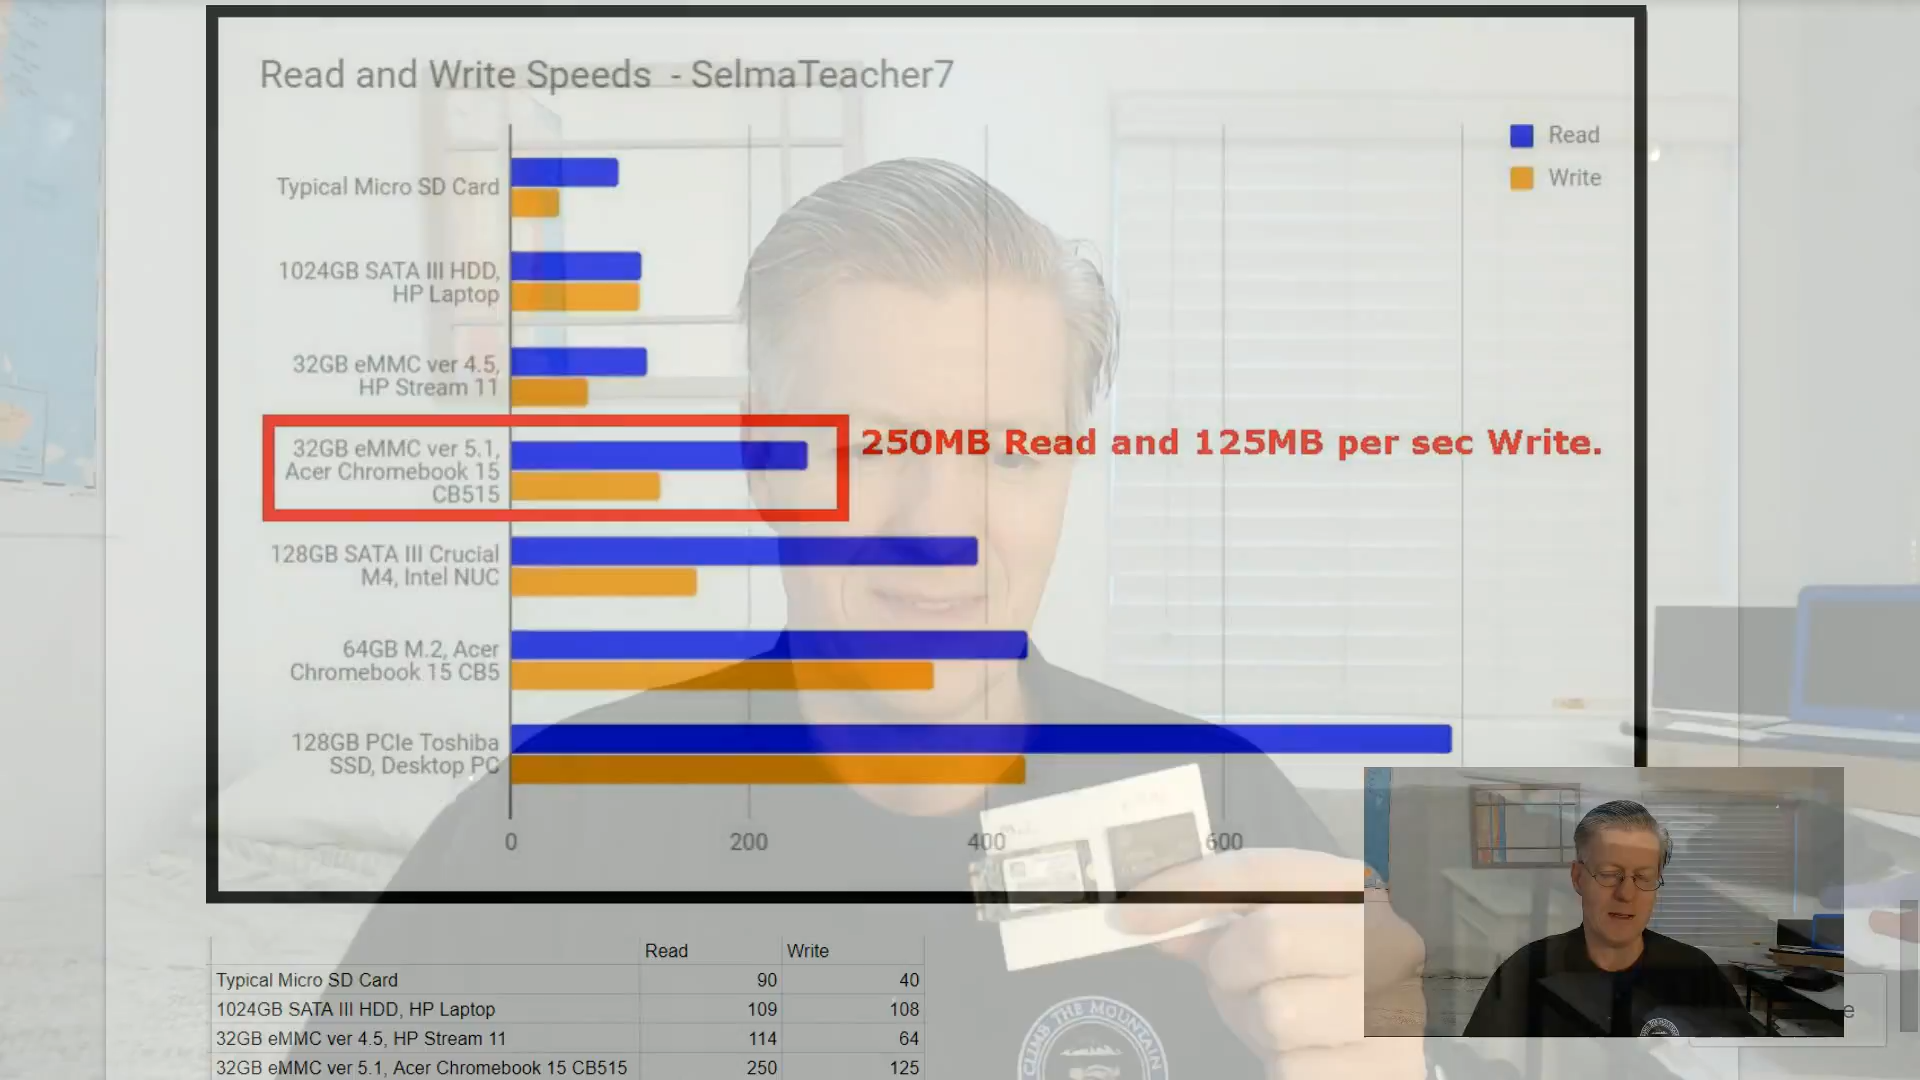 Read and Write Speeds - SelmaTeacher7
Read
Write
Typical Micro SD Card
1024GB SATA III HDD,
HP Laptop
32GB eMMC ver 4.5,
HP Stream 11
32GB eMMC ver 5.1,
Acer Chromebook 15
CB515
250MB Read and 125MB per sec Write.
128GB SATA III Crucial
M4, Intel NUC
64GB M.2, Acer
Chromebook 15 CB5
128GB PCIe Toshiba
SSD, Desktop PC
0 200 400 600
Read Write
Typical Micro SD Card 90 40
1024GB SATA III HDD, HP Laptop 109 108
32GB eMMC ver 4.5, HP Stream 11 114 64
32GB eMMC ver 5.1, Acer Chromebook 15 CB515 250 125
CLIMB THE MOUNTAIN